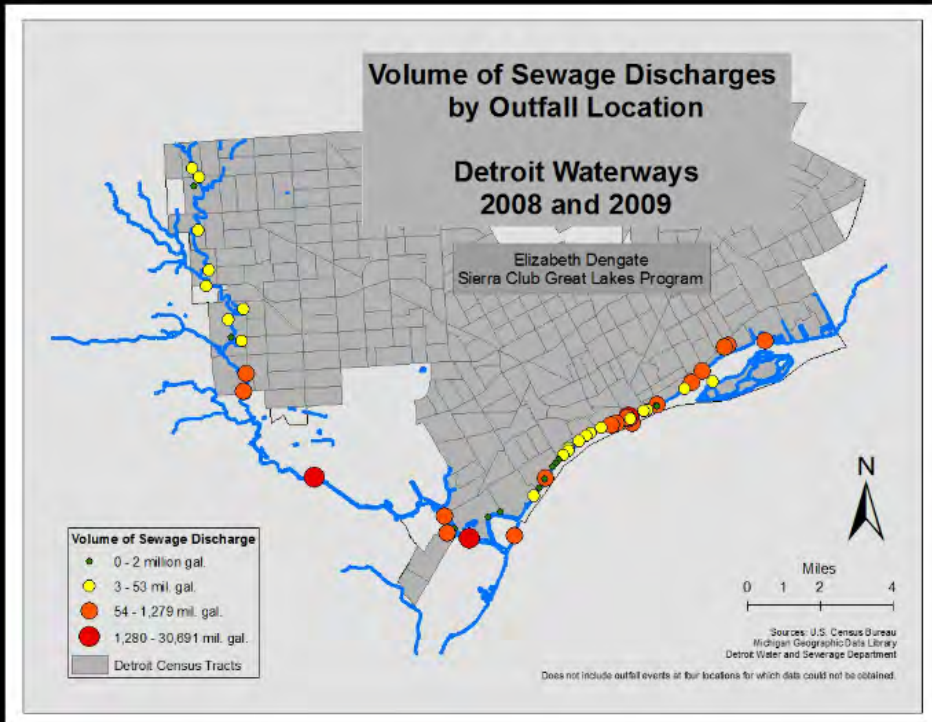 Volume of Sewage Discharges
by Outfall Location
Detroit Waterways
2008 and 2009
Elizabeth Dengate
Sierra Club Great Lakes Program
N
Volume of Sewage Discharge
0 - 2 million gal.
3 - 53 mil. gal.
54 - 1,279 mil. gal.
1,280 - 30,691 mil. gal.
Detroit Census Tracts
Miles
0 1 2 4
Sources: U.S. Census Bureau
Michigan Geographic Data Library
Detroit Water and Sewerage Department
Does not include outfall events at four locations for which data could not be obtained.